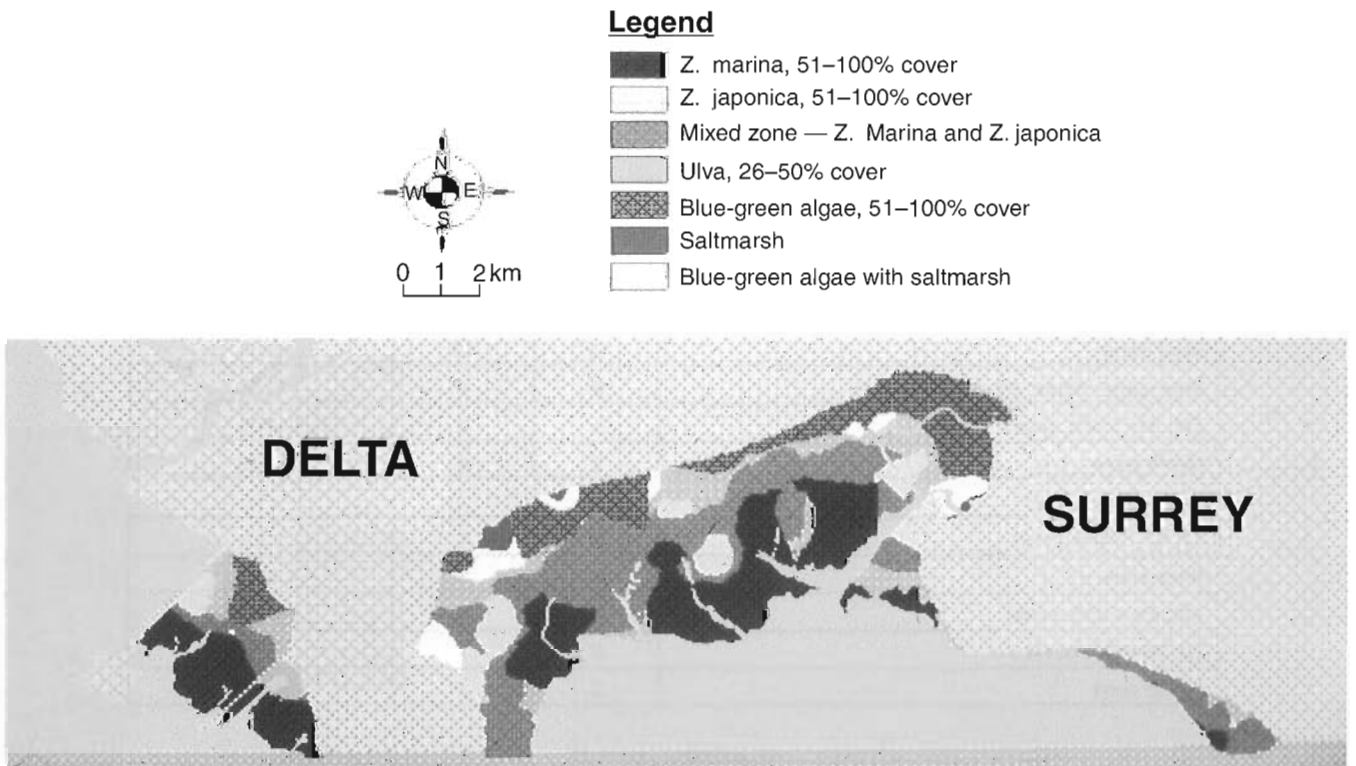 Legend
Z. marina, 51–100% cover
Z. japonica, 51–100% cover
Mixed zone — Z. Marina and Z. japonica
Ulva, 26–50% cover
Blue-green algae, 51–100% cover
Saltmarsh
Blue-green algae with saltmarsh
N
W E
S
0 1 2 km
DELTA
SURREY